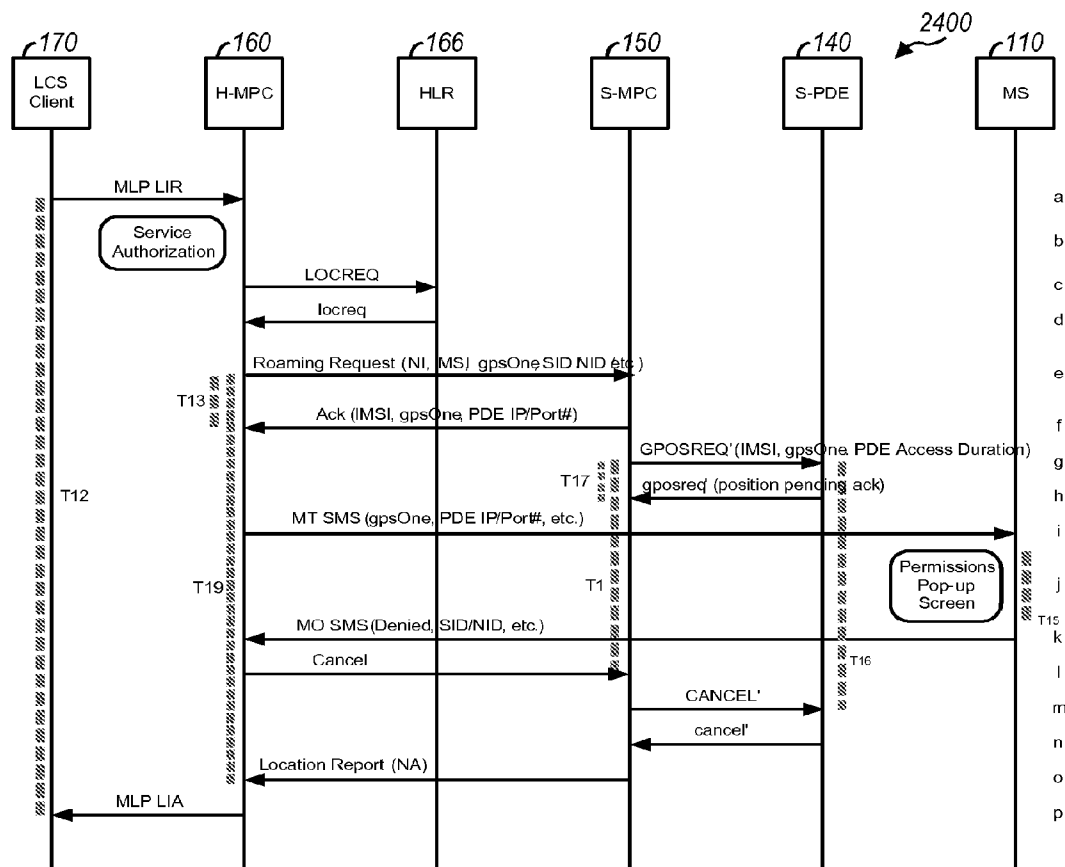 2400
170
160
166
150
140
110
LCS
Client
H-MPC
HLR
S-MPC
S-PDE
MS
MLP LIR
a
Service
Authorization
b
LOCREQ
c
locreq
d
Roaming Request (NI, IMSI, gpsOne, SID/NID etc.)
e
T13
Ack (IMSI, gpsOne, PDE IP/Port#)
f
GPOSREQ' (IMSI, gpsOne. PDE Access Duration)
g
T17
gposreq' (position pending ack)
h
T12
MT SMS (gpsOne, PDE IP/Port#, etc.)
i
T19
T1
Permissions
Pop-up
Screen
j
T15
MO SMS (Denied, SID/NID, etc.)
k
Cancel
T16
l
CANCEL'
m
cancel'
n
Location Report (NA)
o
MLP LIA
p